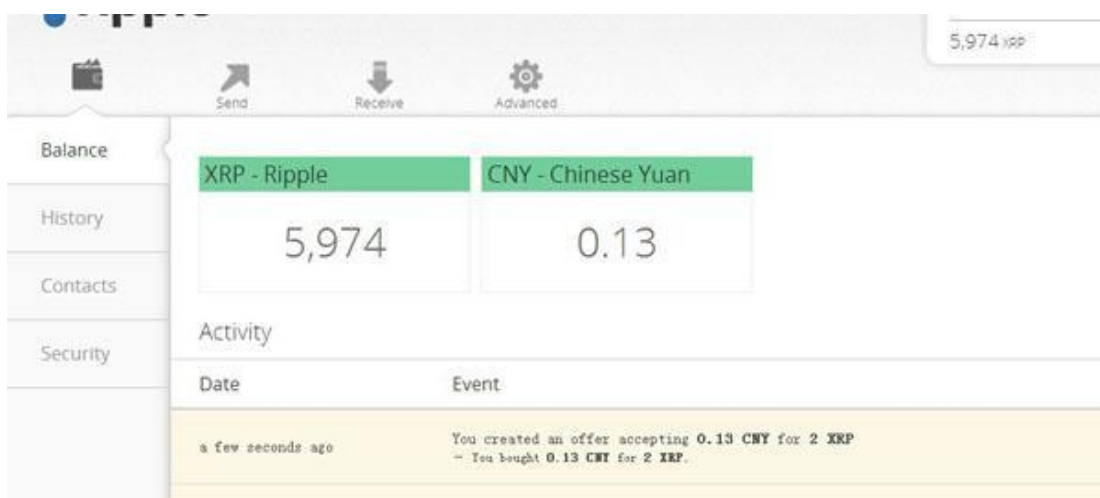 5,974 XRP
Send
Receive
Advanced
Balance
XRP - Ripple
CNY - Chinese Yuan
History
5,974
0.13
Contacts
Activity
Security
Date
Event
a few seconds ago
You created an offer accepting 0.13 CNY for 2 XRP
- You bought 0.13 CNY for 2 XRP.